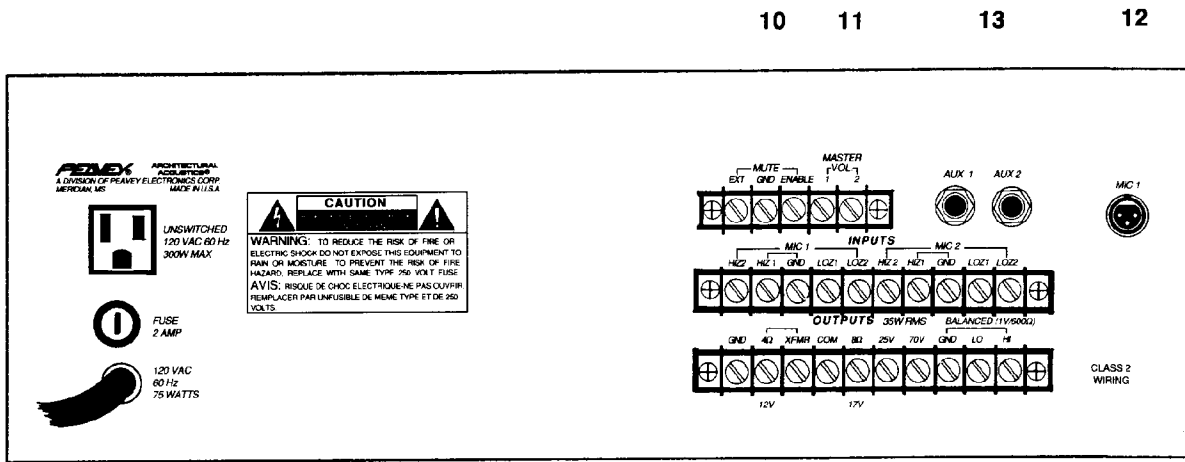 10 11 13 12
PEAVEY ARCHITECTURAL ACOUSTICS®
A DIVISION OF PEAVEY ELECTRONICS CORP.
MERIDIAN, MS MADE IN U.S.A.
UNSWITCHED
120 VAC 60 Hz
300W MAX
FUSE
2 AMP
120 VAC
60 Hz
75 WATTS
CAUTION
WARNING: TO REDUCE THE RISK OF FIRE OR
ELECTRIC SHOCK DO NOT EXPOSE THIS EQUIPMENT TO
RAIN OR MOISTURE. TO PREVENT THE RISK OF FIRE
HAZARD, REPLACE WITH SAME TYPE 250 VOLT FUSE
AVIS: RISQUE DE CHOC ELECTRIQUE-NE PAS OUVRIR.
REMPLACER PAR UNFUSIBLE DE MEME TYPE ET DE 250
VOLTS.
MUTE MASTER VOL.
EXT GND ENABLE 1 2
AUX 1 AUX 2
MIC 1
INPUTS
MIC 1 MIC 2
HIZ2 HIZ 1 GND LOZ1 LOZ2 HIZ 2 HIZ1 GND LOZ1 LOZ2
OUTPUTS 35W RMS BALANCED (1V/600Ω)
GND 4Ω XFMR COM 8Ω 25V 70V GND LO HI
12V 17V
CLASS 2
WIRING